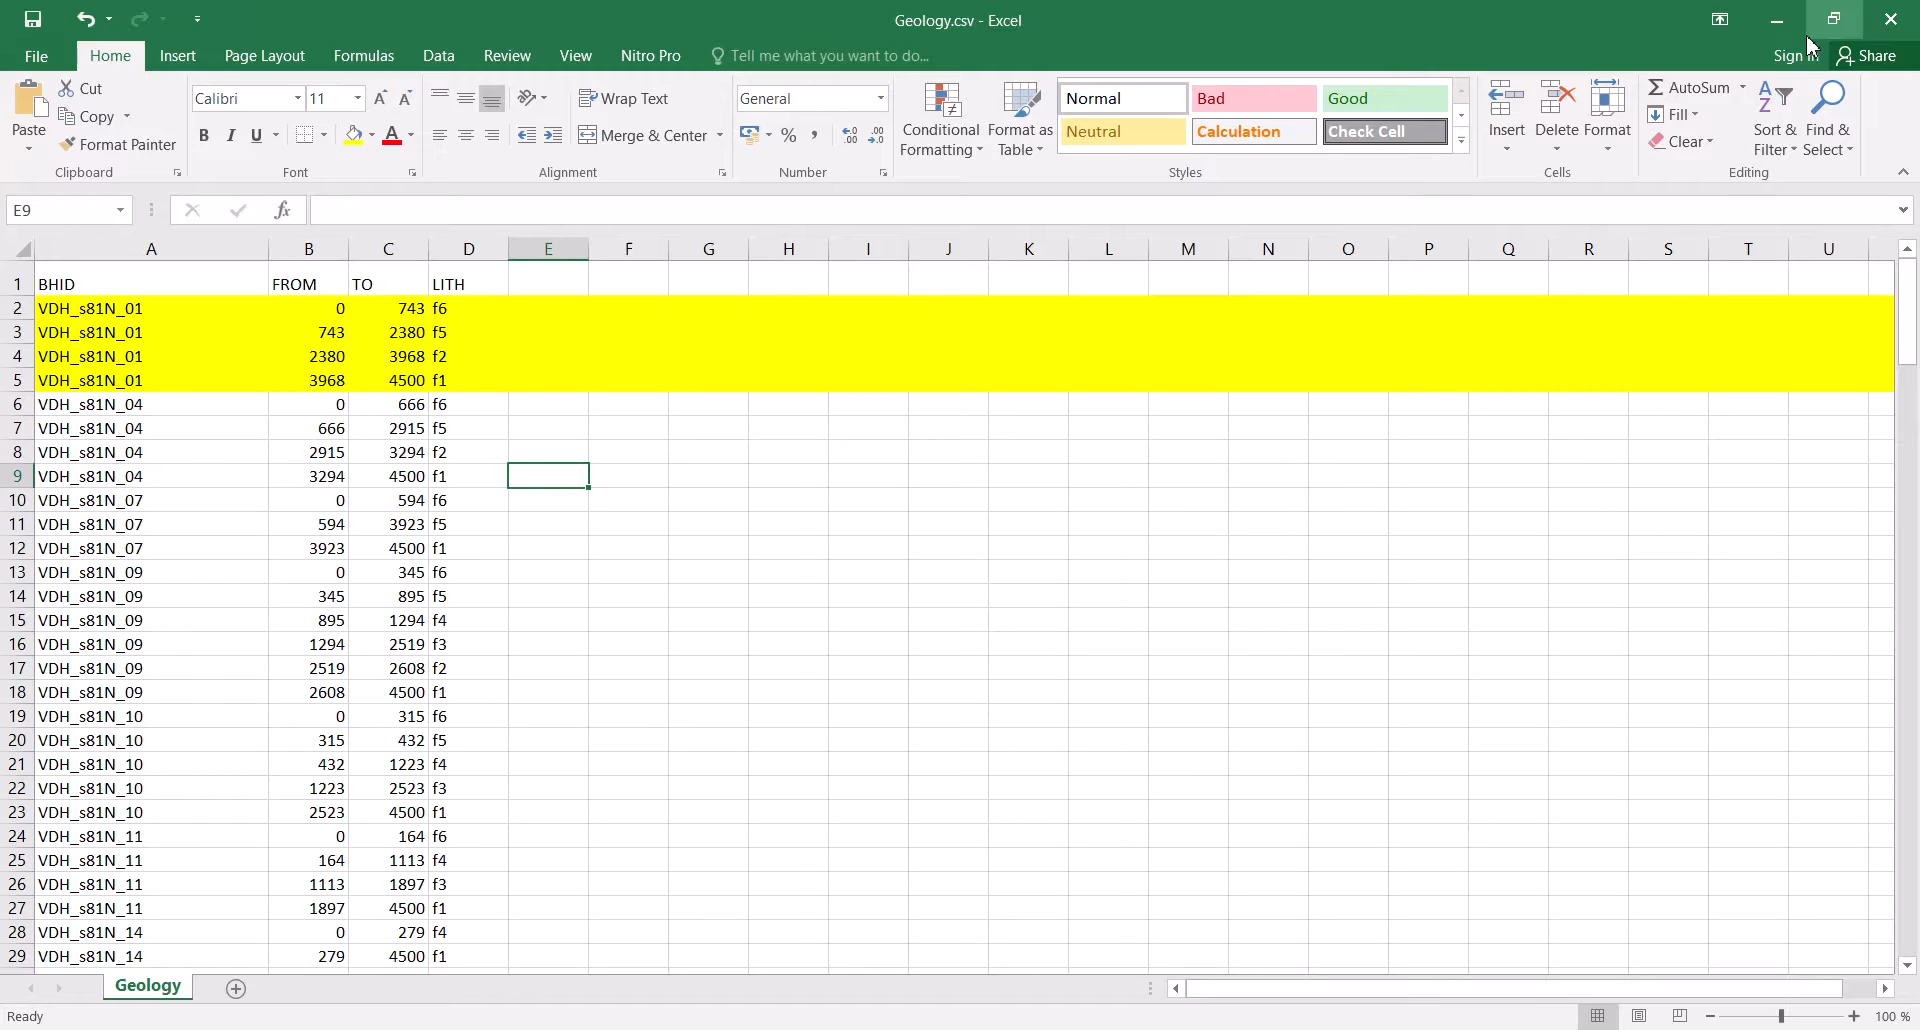 Geology.csv - Excel
File Home Insert Page Layout Formulas Data Review View Nitro Pro Tell me what you want to do... Sign Share
Paste
Cut
Copy
Format Painter
Clipboard
Calibri 11
B I U
Font
Wrap Text
Merge & Center
Alignment
General
%
Number
Conditional Formatting
Format as Table
Normal Bad Good
Neutral Calculation Check Cell
Styles
Insert Delete Format
Cells
AutoSum
Fill
Clear
Sort & Filter
Find & Select
Editing
E9 fx
A B C D E F G H I J K L M N O P Q R S T U
1 BHID FROM TO LITH
2 VDH_s81N_01 0 743 f6
3 VDH_s81N_01 743 2380 f5
4 VDH_s81N_01 2380 3968 f2
5 VDH_s81N_01 3968 4500 f1
6 VDH_s81N_04 0 666 f6
7 VDH_s81N_04 666 2915 f5
8 VDH_s81N_04 2915 3294 f2
9 VDH_s81N_04 3294 4500 f1
10 VDH_s81N_07 0 594 f6
11 VDH_s81N_07 594 3923 f5
12 VDH_s81N_07 3923 4500 f1
13 VDH_s81N_09 0 345 f6
14 VDH_s81N_09 345 895 f5
15 VDH_s81N_09 895 1294 f4
16 VDH_s81N_09 1294 2519 f3
17 VDH_s81N_09 2519 2608 f2
18 VDH_s81N_09 2608 4500 f1
19 VDH_s81N_10 0 315 f6
20 VDH_s81N_10 315 432 f5
21 VDH_s81N_10 432 1223 f4
22 VDH_s81N_10 1223 2523 f3
23 VDH_s81N_10 2523 4500 f1
24 VDH_s81N_11 0 164 f6
25 VDH_s81N_11 164 1113 f4
26 VDH_s81N_11 1113 1897 f3
27 VDH_s81N_11 1897 4500 f1
28 VDH_s81N_14 0 279 f4
29 VDH_s81N_14 279 4500 f1
Geology
Ready 100 %